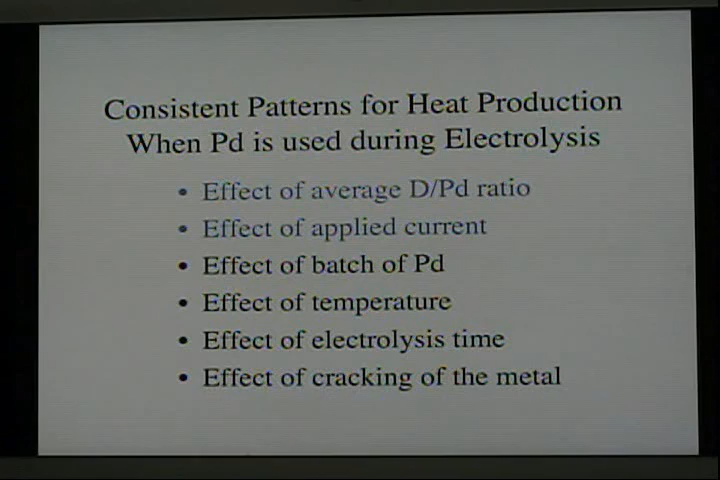 Consistent Patterns for Heat Production
When Pd is used during Electrolysis
• Effect of average D/Pd ratio
• Effect of applied current
• Effect of batch of Pd
• Effect of temperature
• Effect of electrolysis time
• Effect of cracking of the metal